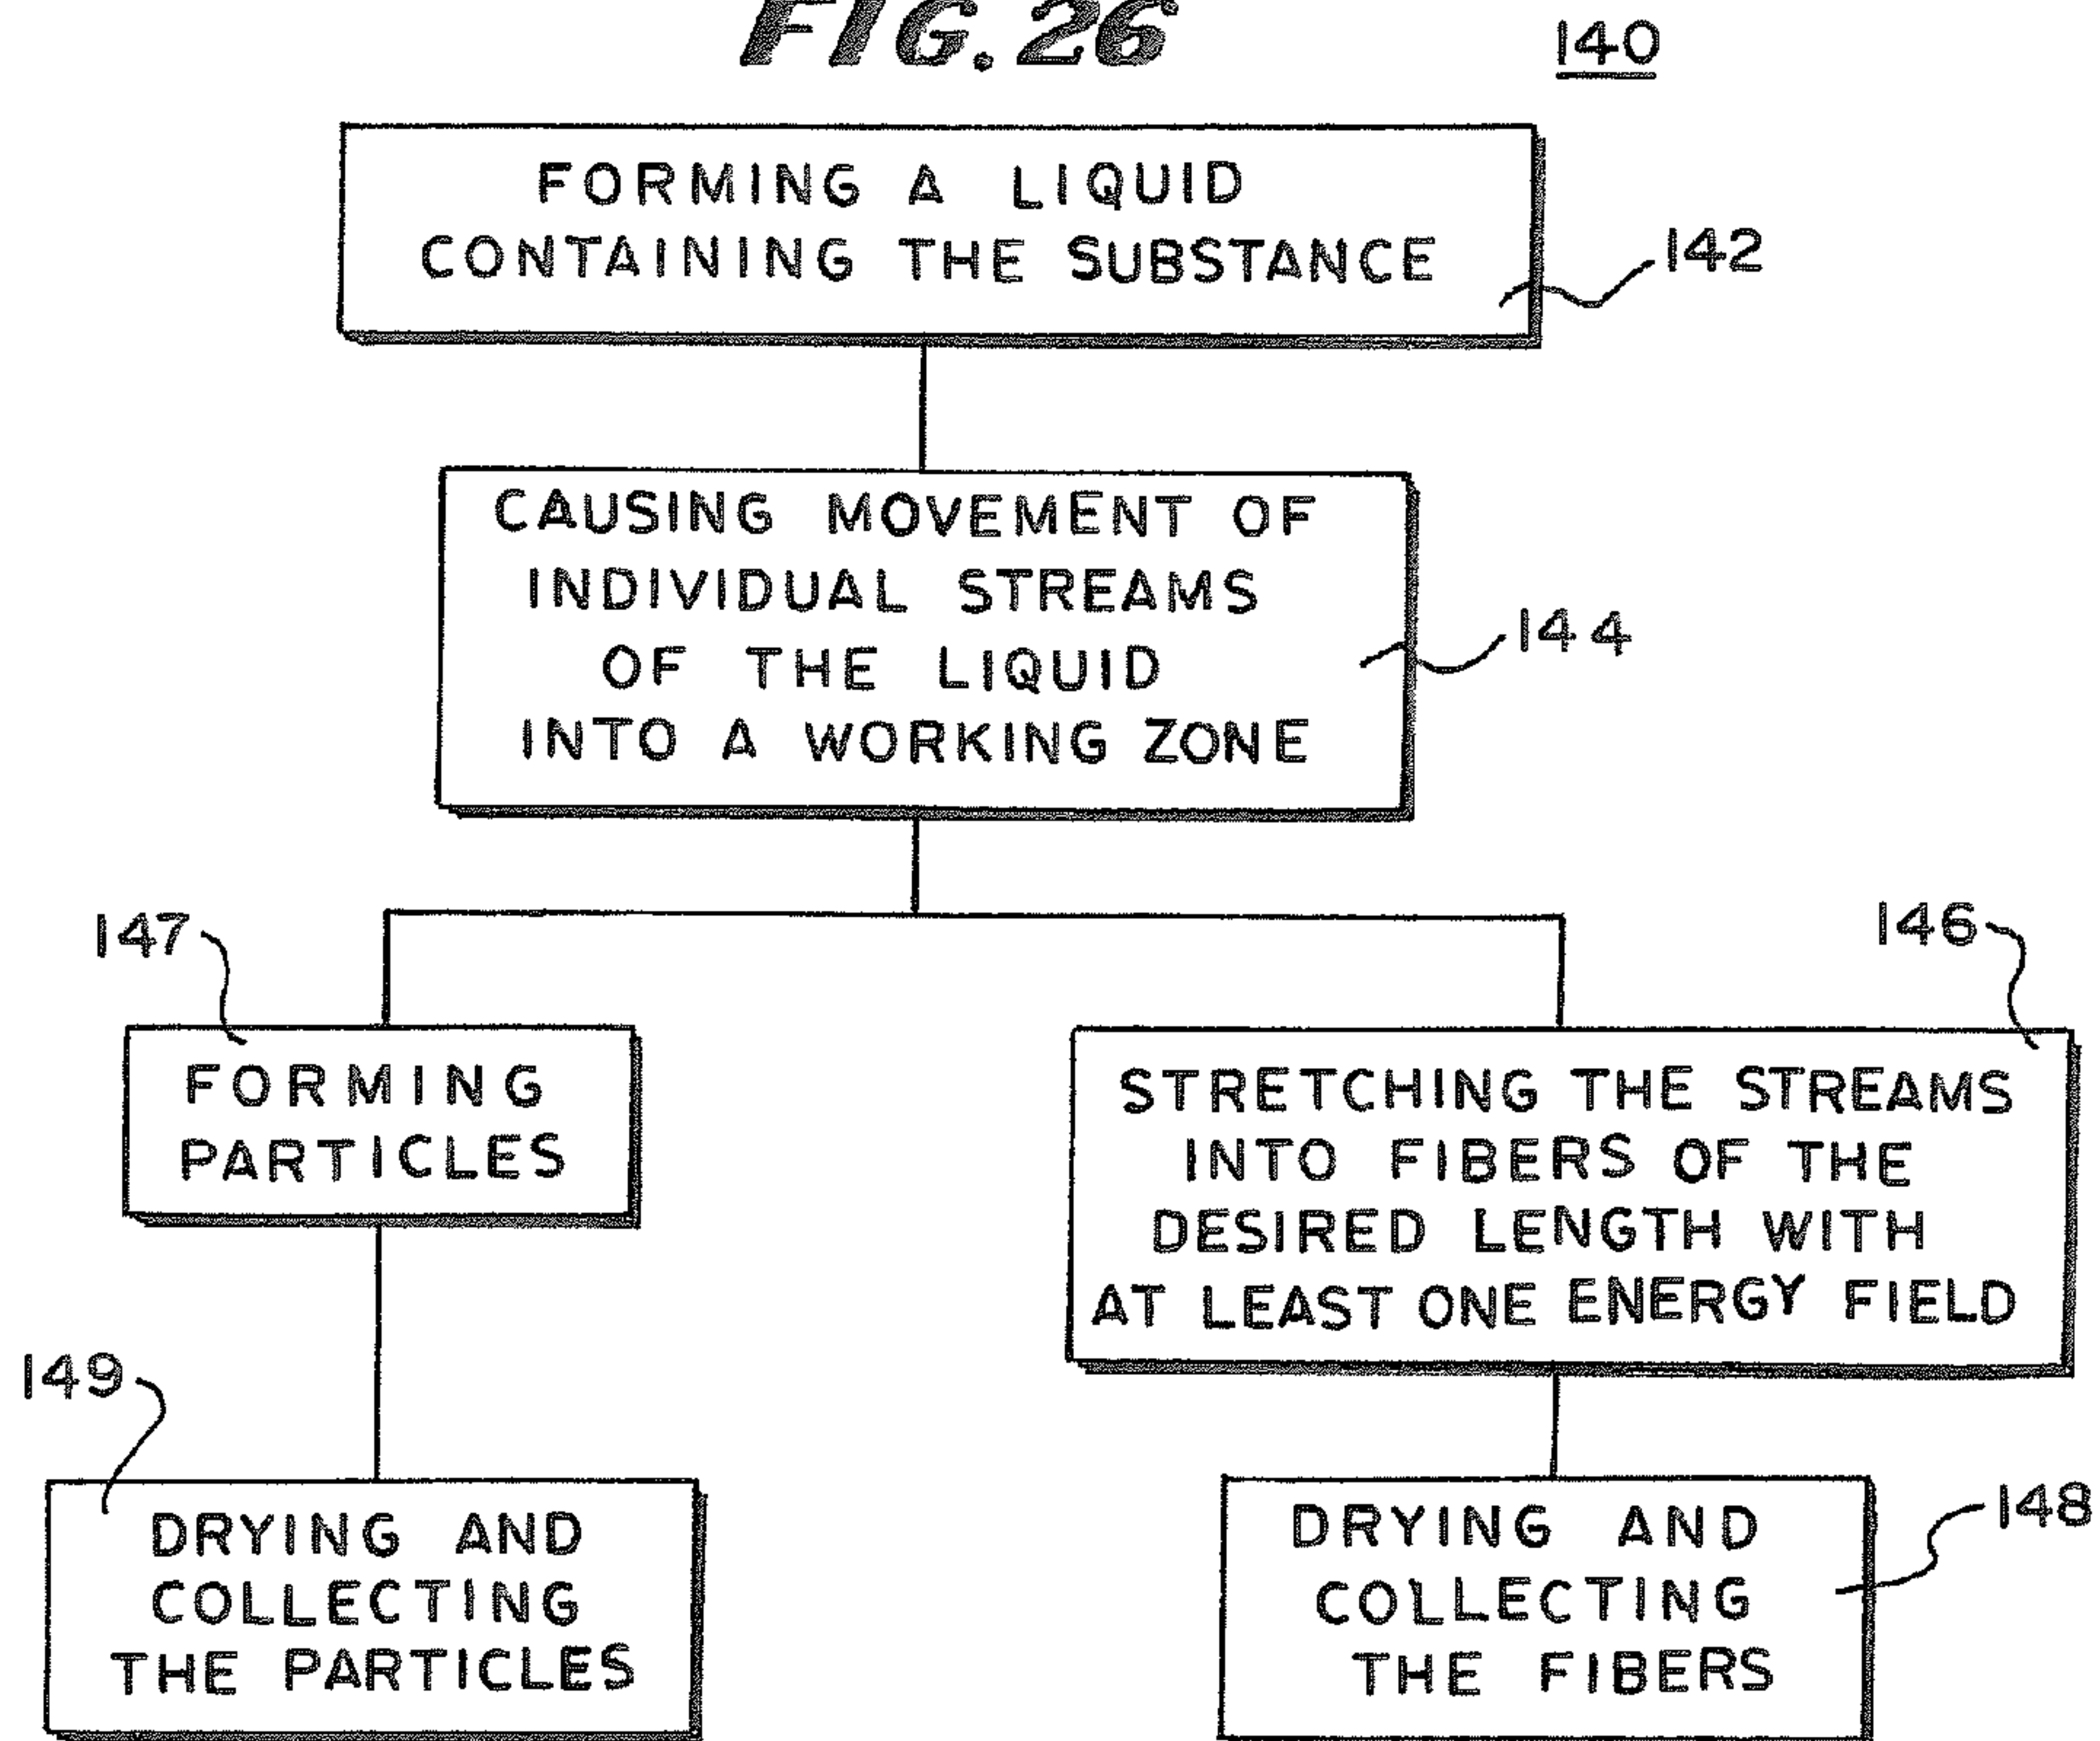 FIG. 26
140
FORMING A LIQUID
CONTAINING THE SUBSTANCE
142
CAUSING MOVEMENT OF
INDIVIDUAL STREAMS
OF THE LIQUID
INTO A WORKING ZONE
144
147
FORMING
PARTICLES
146
STRETCHING THE STREAMS
INTO FIBERS OF THE
DESIRED LENGTH WITH
AT LEAST ONE ENERGY FIELD
149
DRYING AND
COLLECTING
THE PARTICLES
DRYING AND
COLLECTING
THE FIBERS
148